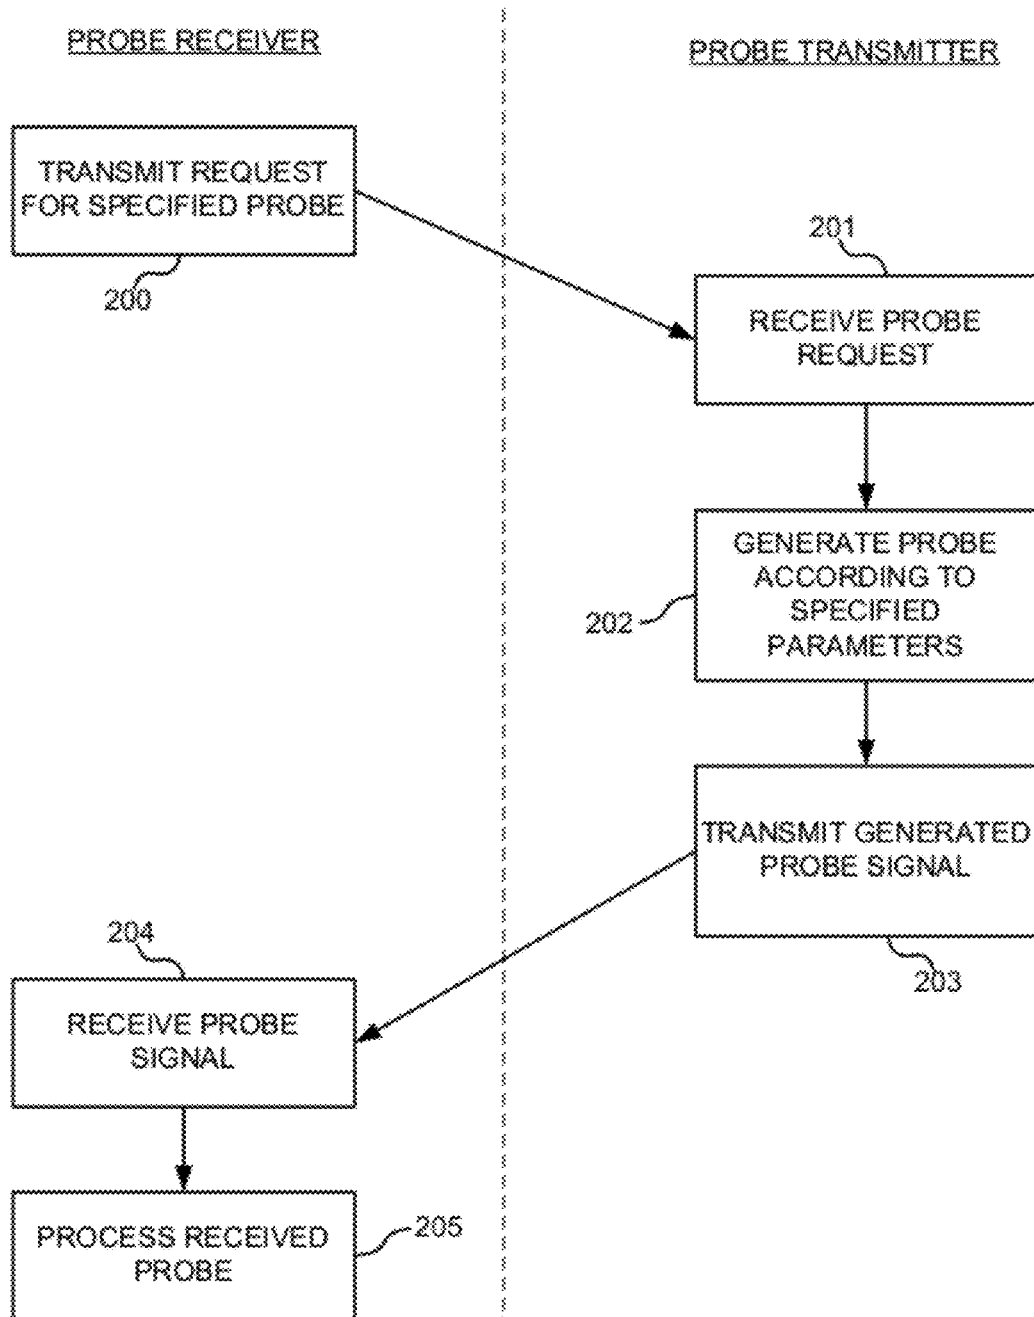 PROBE RECEIVER
PROBE TRANSMITTER
TRANSMIT REQUEST
FOR SPECIFIED PROBE
200
201
RECEIVE PROBE
REQUEST
GENERATE PROBE
ACCORDING TO
SPECIFIED
PARAMETERS
202
TRANSMIT GENERATED
PROBE SIGNAL
203
204
RECEIVE PROBE
SIGNAL
PROCESS RECEIVED
PROBE
205